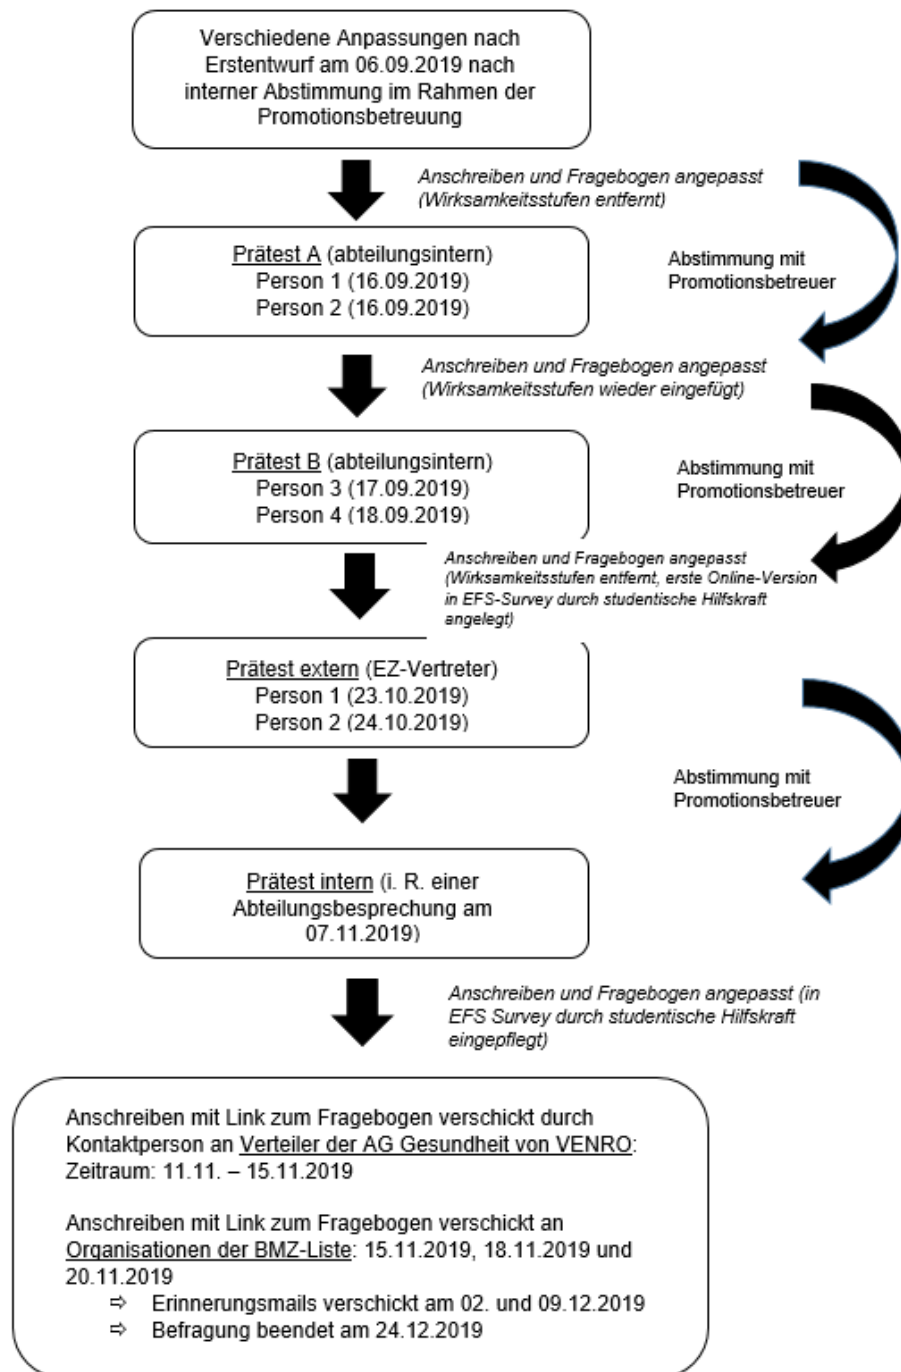 Verschiedene Anpassungen nach
Erstentwurf am 06.09.2019 nach
interner Abstimmung im Rahmen der
Promotionsbetreuung
Anschreiben und Fragebogen angepasst
(Wirksamkeitsstufen entfernt)
Prätest A (abteilungsintern)
Person 1 (16.09.2019)
Person 2 (16.09.2019)
Abstimmung mit
Promotionsbetreuer
Anschreiben und Fragebogen angepasst
(Wirksamkeitsstufen wieder eingefügt)
Prätest B (abteilungsintern)
Person 3 (17.09.2019)
Person 4 (18.09.2019)
Abstimmung mit
Promotionsbetreuer
Anschreiben und Fragebogen angepasst
(Wirksamkeitsstufen entfernt, erste Online-Version
in EFS-Survey durch studentische Hilfskraft
angelegt)
Prätest extern (EZ-Vertreter)
Person 1 (23.10.2019)
Person 2 (24.10.2019)
Abstimmung mit
Promotionsbetreuer
Prätest intern (i. R. einer
Abteilungsbesprechung am
07.11.2019)
Anschreiben und Fragebogen angepasst (in
EFS Survey durch studentische Hilfskraft
eingepflegt)
Anschreiben mit Link zum Fragebogen verschickt durch
Kontaktperson an Verteiler der AG Gesundheit von VENRO:
Zeitraum: 11.11. – 15.11.2019
Anschreiben mit Link zum Fragebogen verschickt an
Organisationen der BMZ-Liste: 15.11.2019, 18.11.2019 und
20.11.2019
⇨ Erinnerungsmails verschickt am 02. und 09.12.2019
⇨ Befragung beendet am 24.12.2019